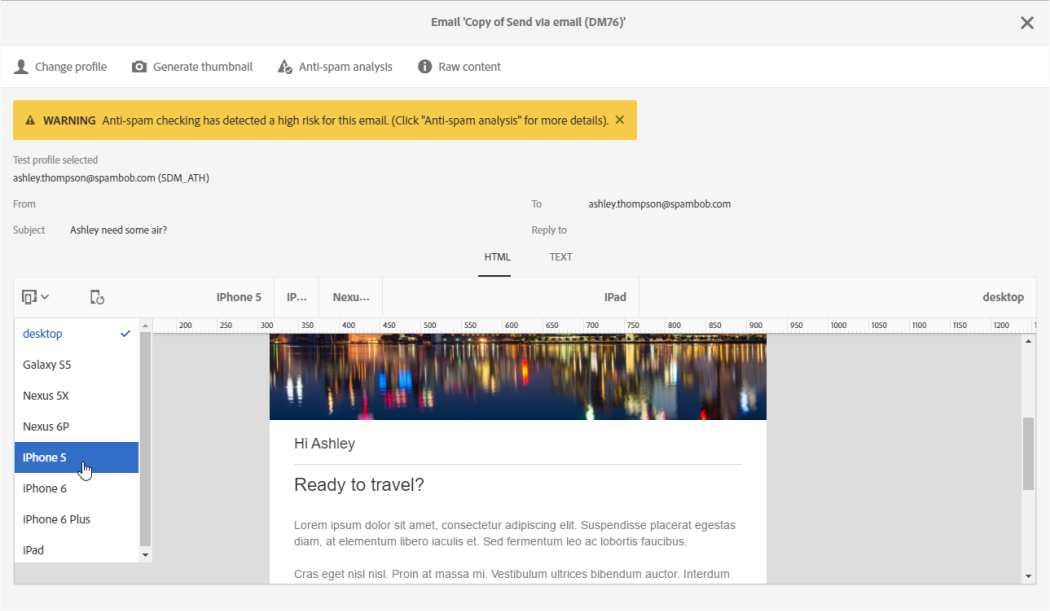 Email 'Copy of Send via email (DM76)'
Change profile Generate thumbnail Anti-spam analysis Raw content
WARNING Anti-spam checking has detected a high risk for this email. (Click "Anti-spam analysis" for more details).
Test profile selected
ashley.thompson@spambob.com (SDM_ATH)
From To ashley.thompson@spambob.com
Subject Ashley need some air? Reply to
HTML TEXT
iPhone 5 IP... Nexu... iPad desktop
200 250 300 350 400 450 500 550 600 650 700 750 800 850 900 950 1000 1050 1100 1150 1200 1
desktop
Galaxy S5
Nexus 5X
Nexus 6P
iPhone 5
iPhone 6
iPhone 6 Plus
iPad
Hi Ashley
Ready to travel?
Lorem ipsum dolor sit amet, consectetur adipiscing elit. Suspendisse placerat egestas
diam, at elementum libero iaculis et. Sed fermentum leo ac lobortis faucibus.
Cras eget nisl nisl. Proin at massa mi. Vestibulum ultrices bibendum auctor. Interdum